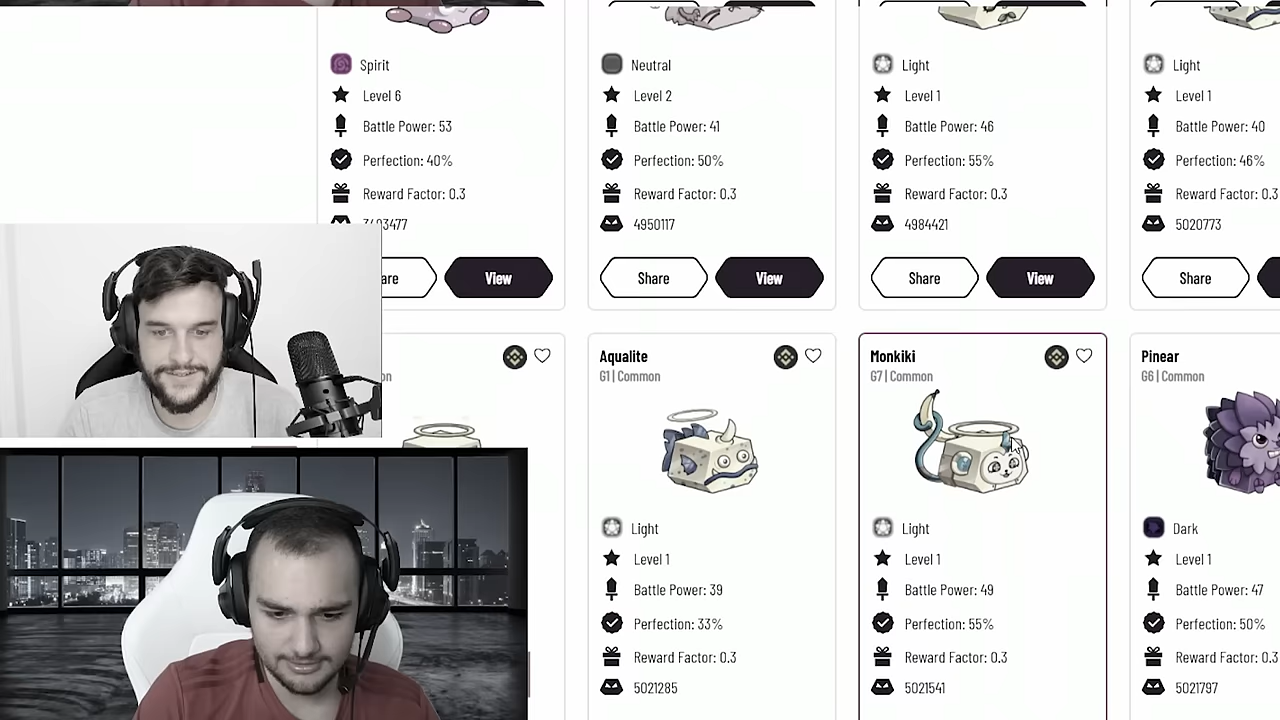 Spirit
Level 6
Battle Power: 53
Perfection: 40%
Reward Factor: 0.3
View
Neutral
Level 2
Battle Power: 41
Perfection: 50%
Reward Factor: 0.3
4950117
Share
View
Light
Level 1
Battle Power: 46
Perfection: 55%
Reward Factor: 0.3
4984421
Share
View
Light
Level 1
Battle Power: 40
Perfection: 46%
Reward Factor: 0.3
5020773
Share
Aqualite
G1 | Common
Light
Level 1
Battle Power: 39
Perfection: 33%
Reward Factor: 0.3
5021285
Monkiki
G7 | Common
Light
Level 1
Battle Power: 49
Perfection: 55%
Reward Factor: 0.3
5021541
Pinear
G6 | Common
Dark
Level 1
Battle Power: 47
Perfection: 50%
Reward Factor: 0.3
5021797